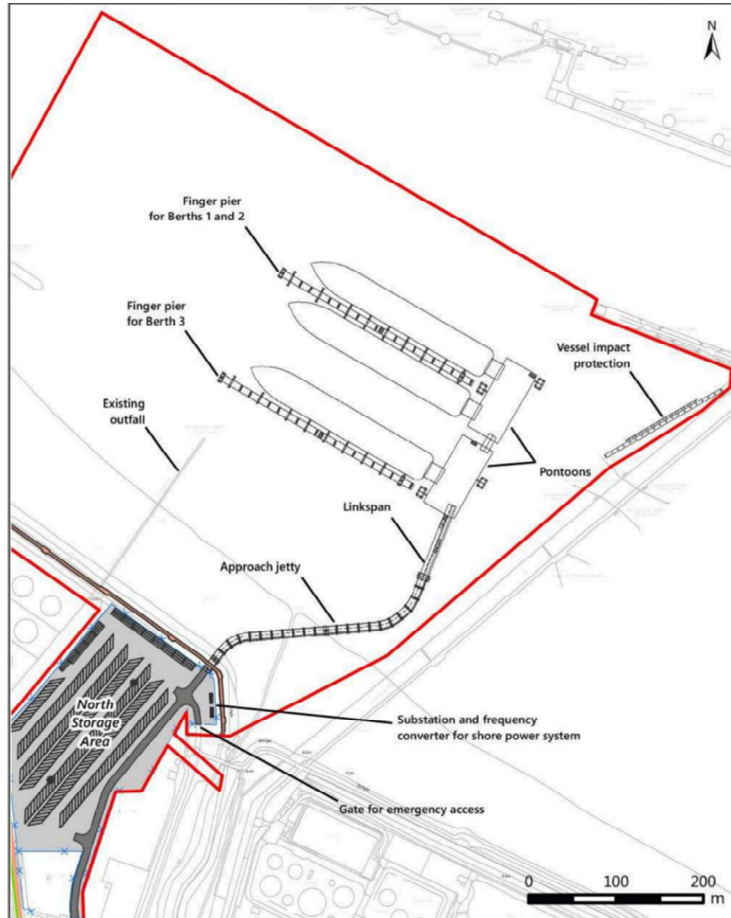 N
Finger pier
for Berths 1 and 2
Finger pier
for Berth 3
Vessel impact
protection
Existing
outfall
Pontoons
Linkspan
Approach jetty
North
Storage
Area
Substation and frequency
converter for shore power system
Gate for emergency access
0 100 200
m